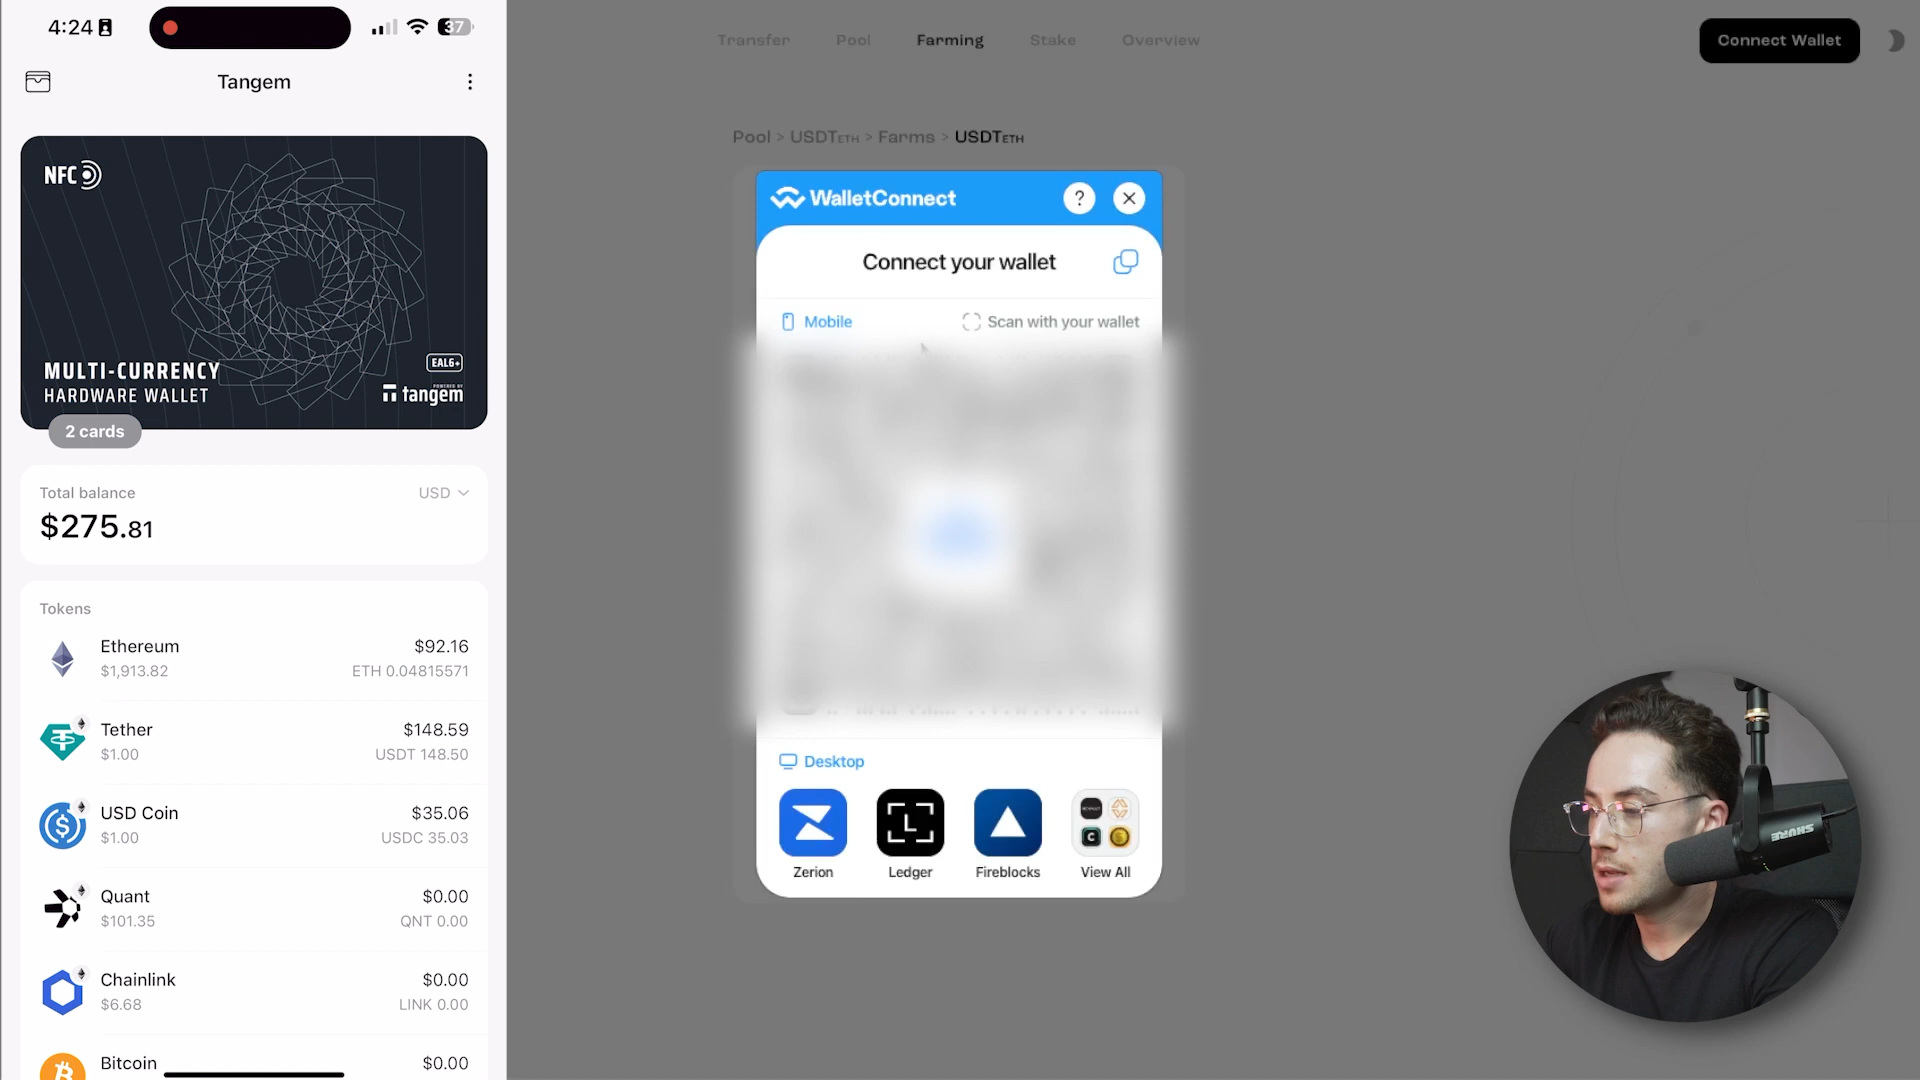 4:24
37
Tangem
NFC
MULTI-CURRENCY
HARDWARE WALLET
EAL6+
POWERED BY
tangem
2 cards
Total balance
USD
$275.81
Tokens
Ethereum
$92.16
$1,913.82
ETH 0.04815571
Tether
$148.59
$1.00
USDT 148.50
USD Coin
$35.06
$1.00
USDC 35.03
Quant
$0.00
$101.35
QNT 0.00
Chainlink
$0.00
$6.68
LINK 0.00
Bitcoin
$0.00
Transfer
Pool
Farming
Stake
Overview
Connect Wallet
Pool > USDTETH > Farms > USDTETH
WalletConnect
?
Connect your wallet
Mobile
Scan with your wallet
Desktop
Zerion
Ledger
Fireblocks
View All
SHURE